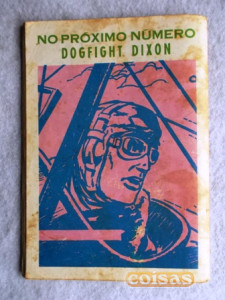 NO PRÓXIMO NÚMERO
DOGFIGHT DIXON
coisas